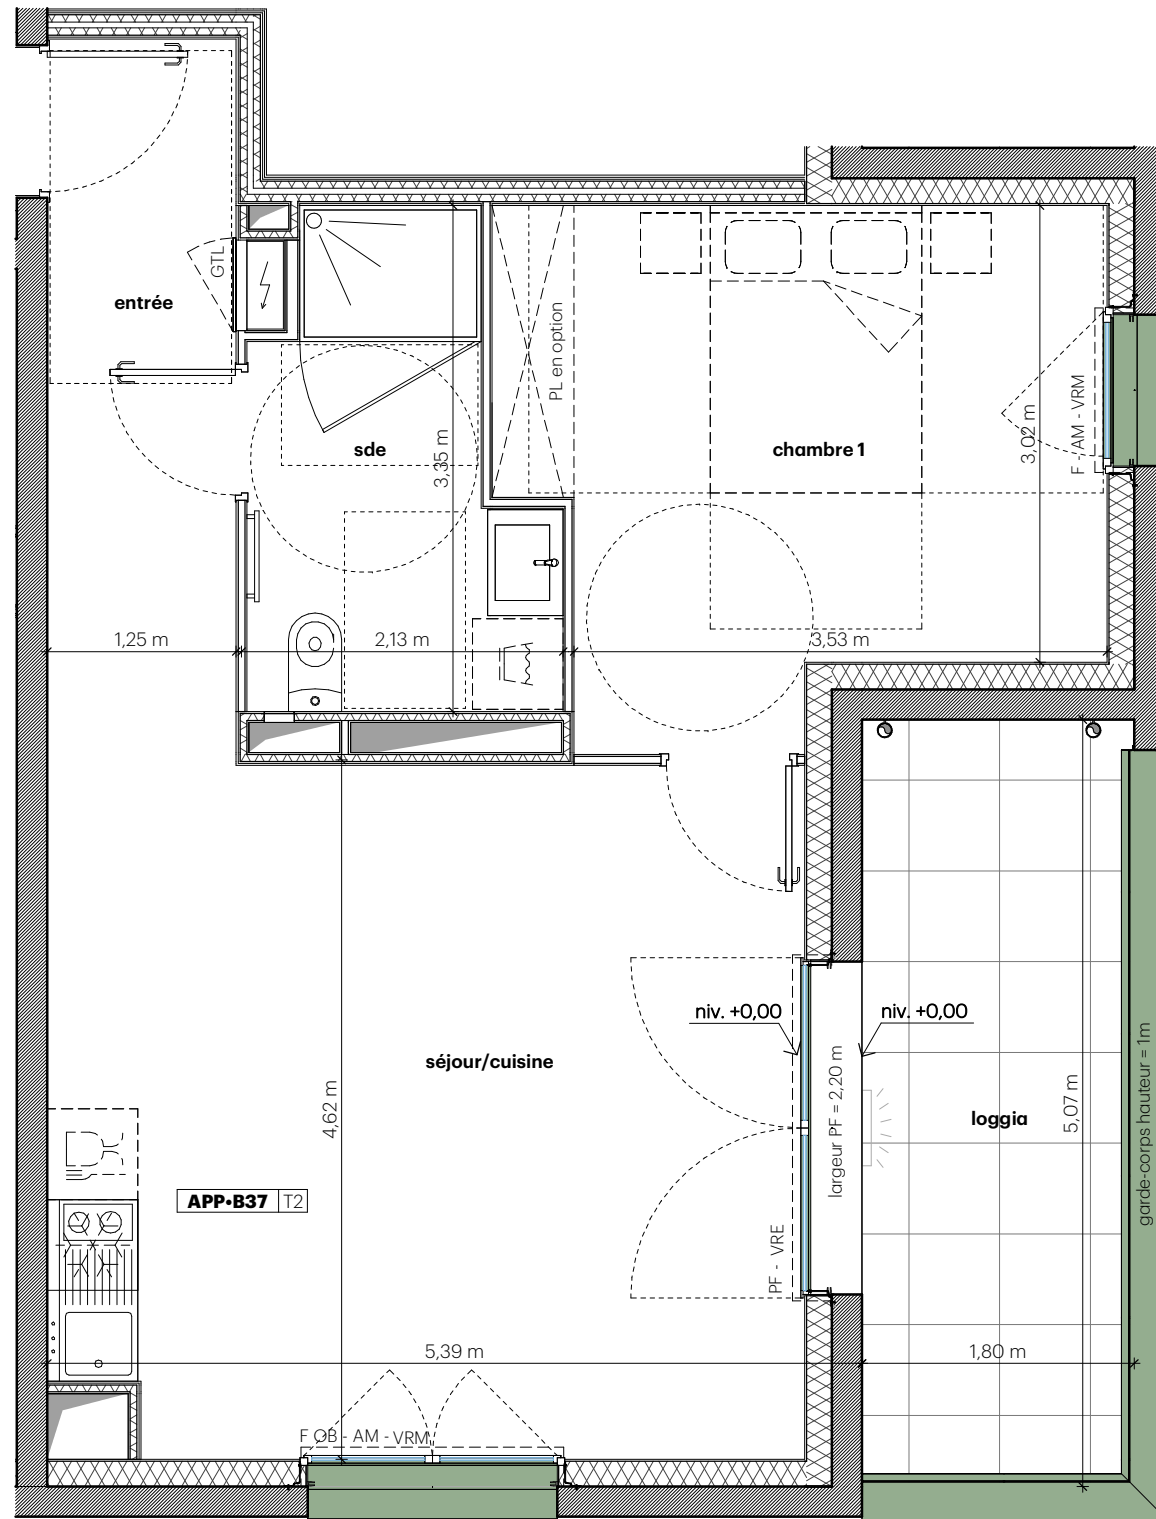 GTL
entrée
PL en option
sde
3,35 m
chambre 1
3,02 m
F - AM - VRM
1,25 m
2,13 m
3,53 m
niv. +0,00
niv. +0,00
séjour/cuisine
4,62 m
largeur PF = 2,20 m
loggia
5,07 m
garde-corps hauteur = 1m
APP•B37 T2
PF - VRE
5,39 m
1,80 m
F OB - AM - VRM